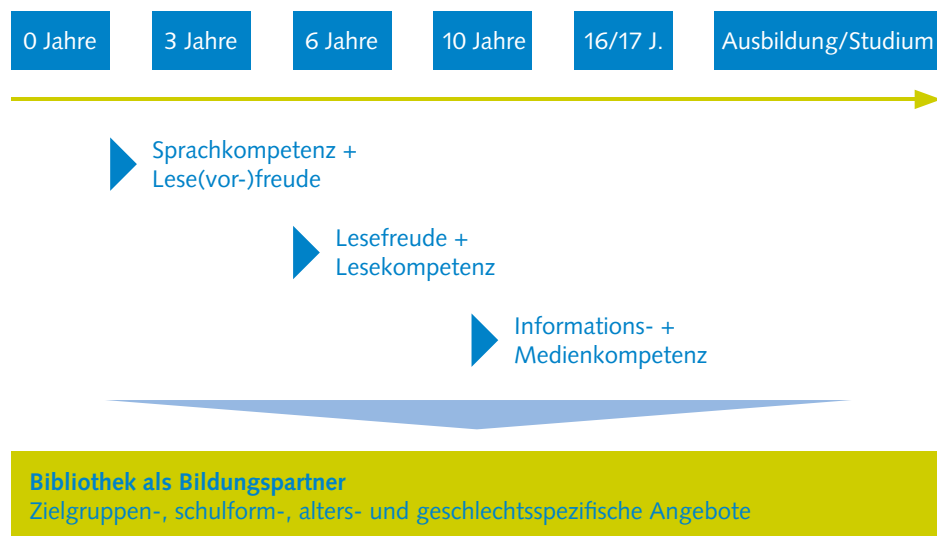 0 Jahre
3 Jahre
6 Jahre
10 Jahre
16/17 J.
Ausbildung/Studium
Sprachkompetenz +
Lese(vor-)freude
Lesefreude +
Lesekompetenz
Informations- +
Medienkompetenz
Bibliothek als Bildungspartner
Zielgruppen-, schulform-, alters- und geschlechtsspezifische Angebote